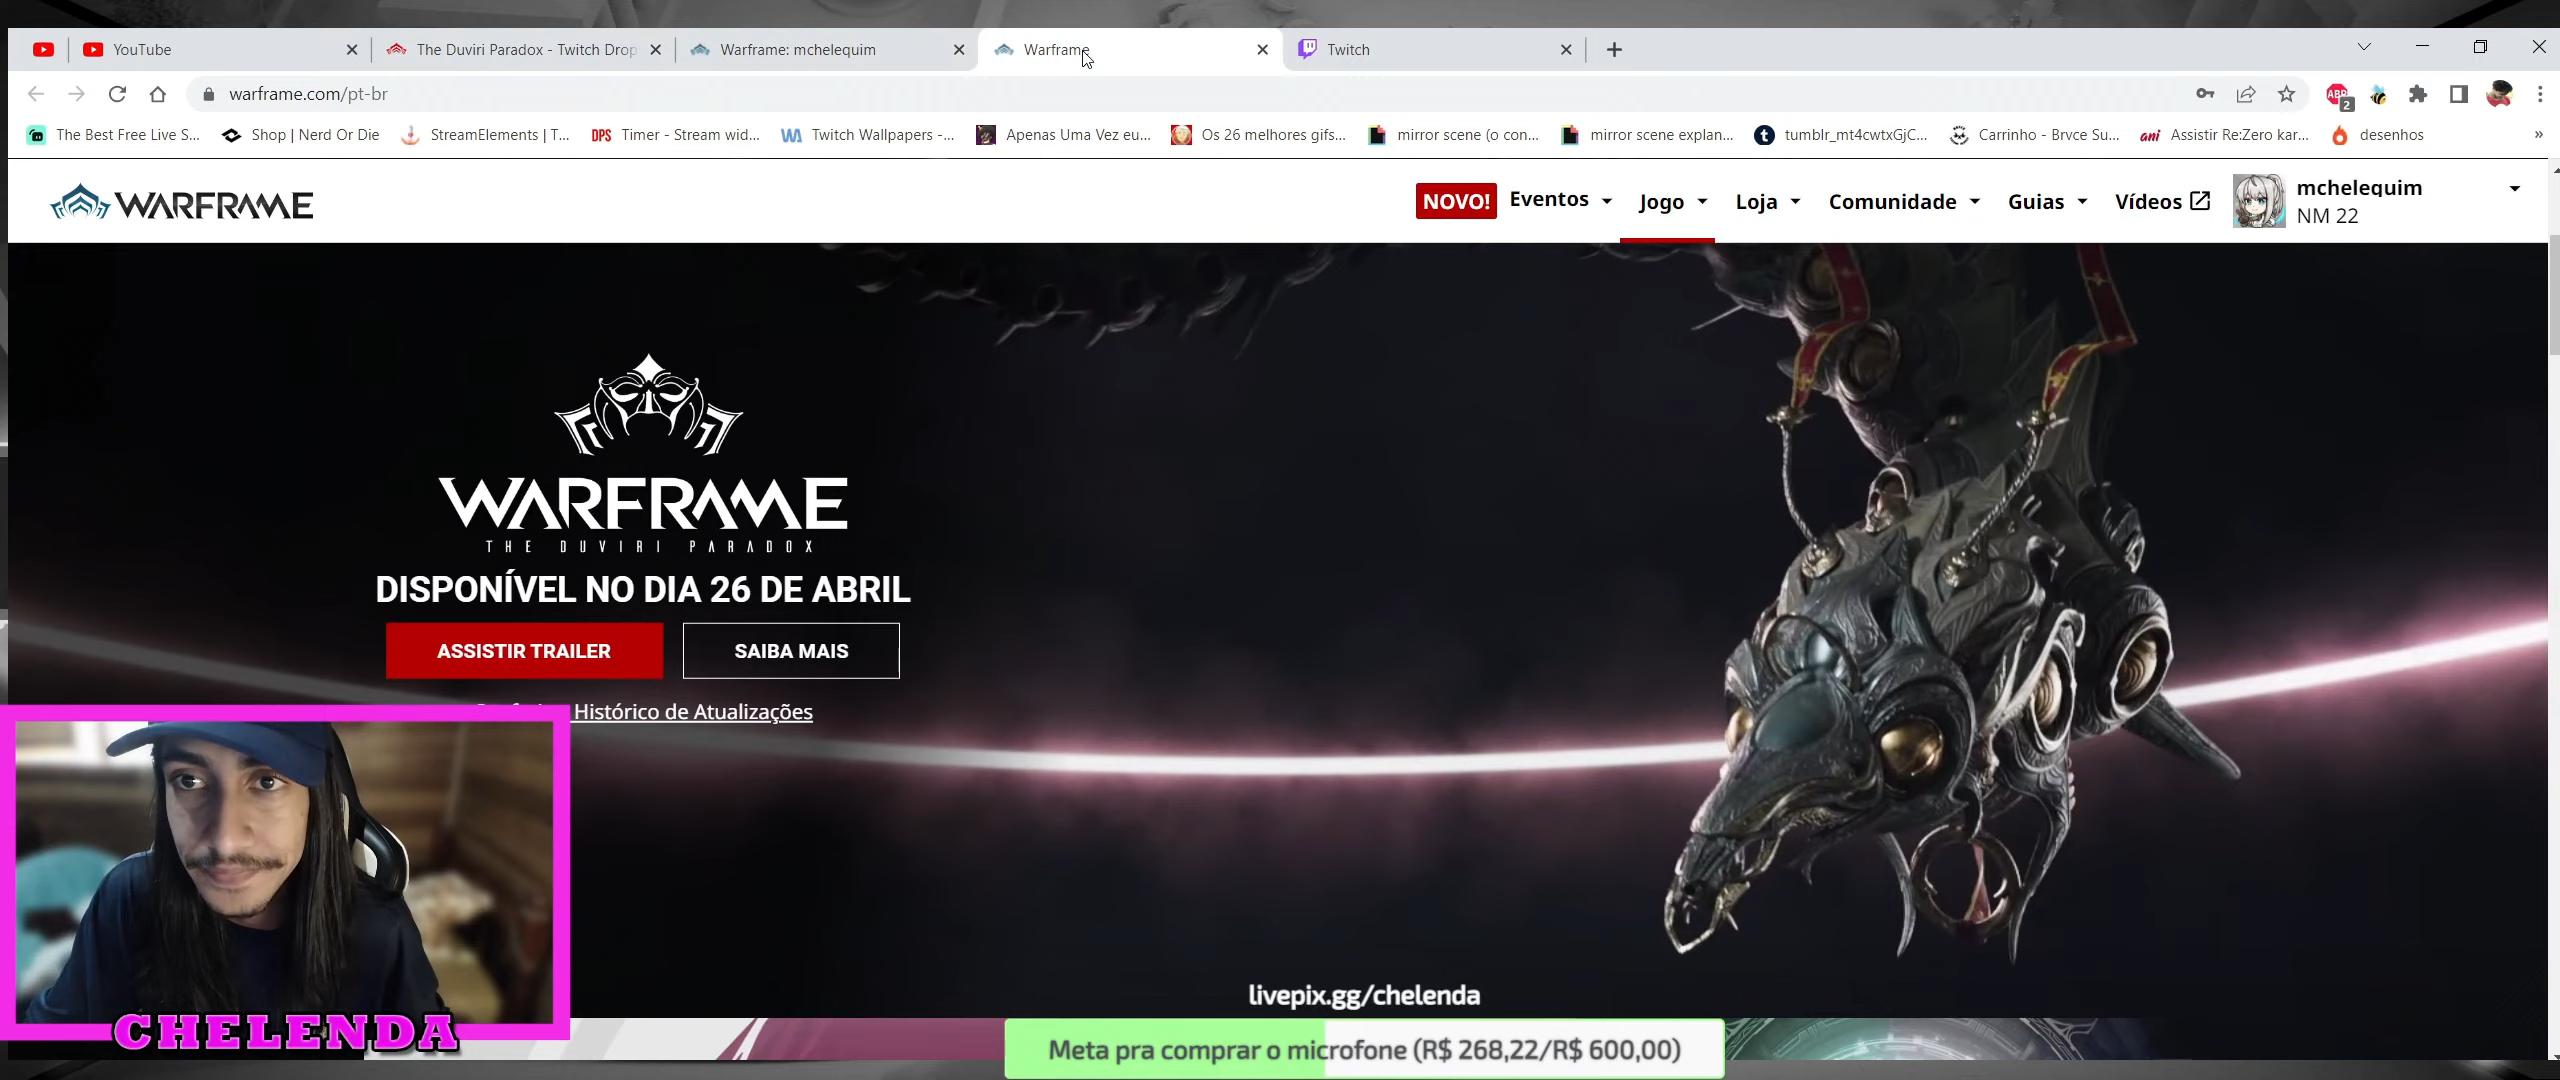 YouTube
The Duviri Paradox - Twitch Drop
Warframe: mchelequim
Warframe
Twitch
warframe.com/pt-br
ABP
2
The Best Free Live S...
Shop | Nerd Or Die
StreamElements | T...
DPS
Timer - Stream wid...
WA
Twitch Wallpapers -...
Apenas Uma Vez eu...
Os 26 melhores gifs...
mirror scene (o con...
mirror scene explan...
tumblr_mt4cwtxGjC...
Carrinho - Brvce Su...
ani
Assistir Re:Zero kar...
desenhos
»
WARFRAME
NOVO!
Eventos
Jogo
Loja
Comunidade
Guias
Vídeos
mchelequim
NM 22
WARFRAME
THE DUVIRI PARADOX
DISPONÍVEL NO DIA 26 DE ABRIL
ASSISTIR TRAILER
SAIBA MAIS
Histórico de Atualizações
CHELENDA
livepix.gg/chelenda
Meta pra comprar o microfone (R$ 268,22/R$ 600,00)